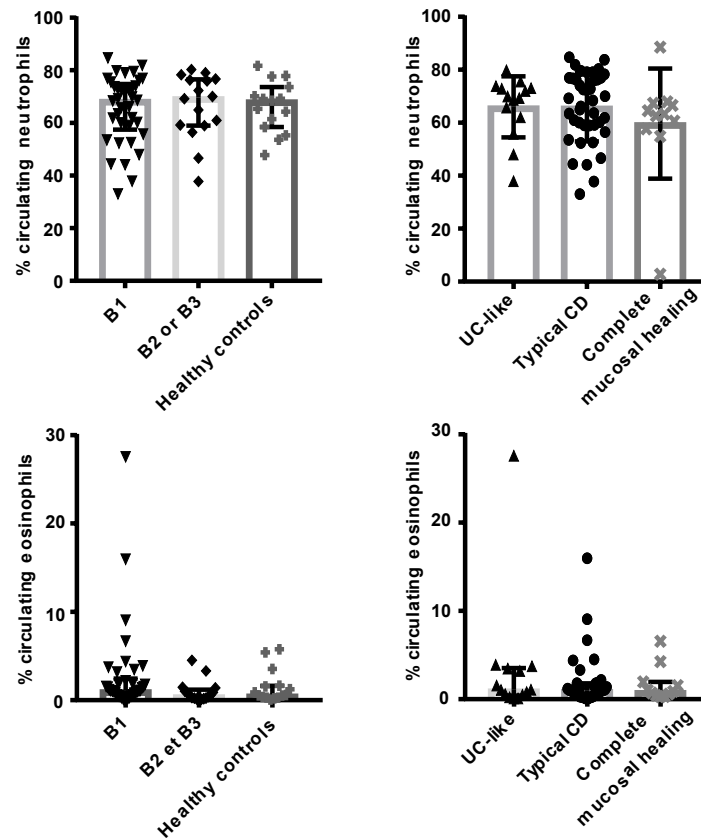 % circulating neutrophils
100
80
60
40
20
0
B1
B2 or B3
Healthy controls
% circulating neutrophils
100
80
60
40
20
0
UC-like
Typical CD
Complete
mucosal healing
% circulating eosinophils
30
20
10
0
B1
B2 et B3
Healthy controls
% circulating eosinophils
30
20
10
0
UC-like
Typical CD
Complete
mucosal healing